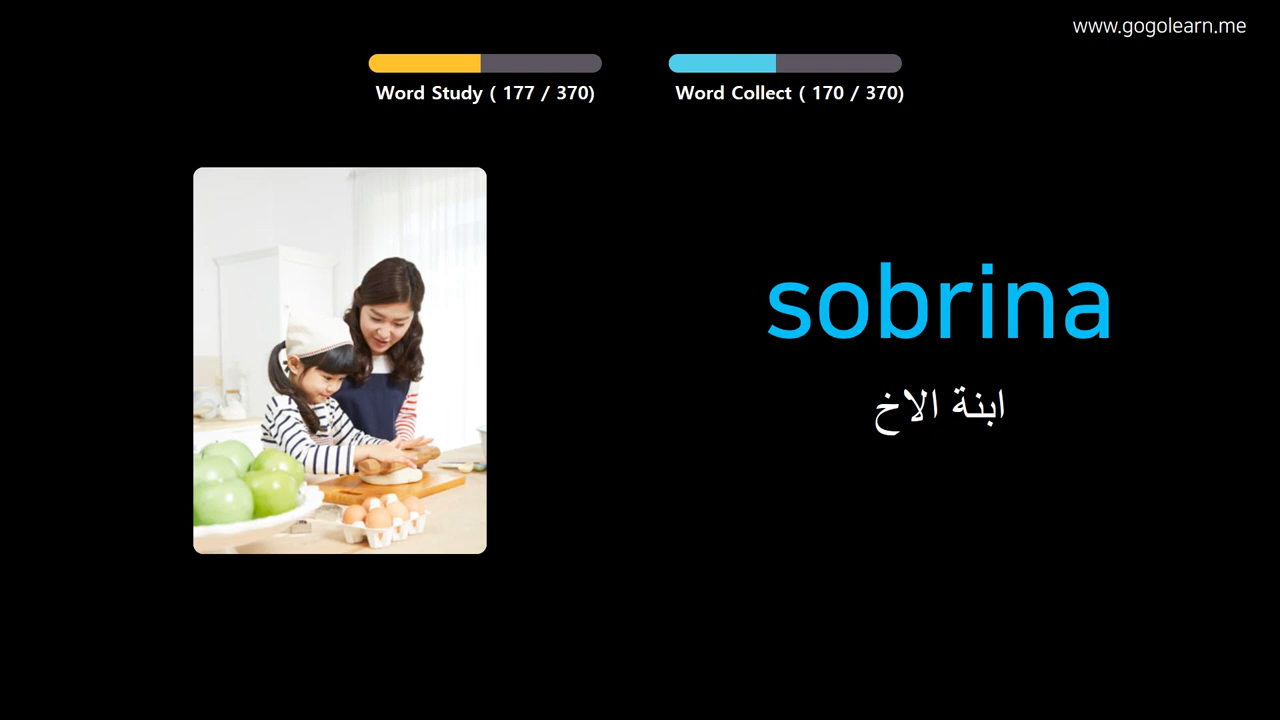 www.gogolearn.me
Word Study ( 177 / 370)
Word Collect ( 170 / 370)
sobrina
ابنة الاخ